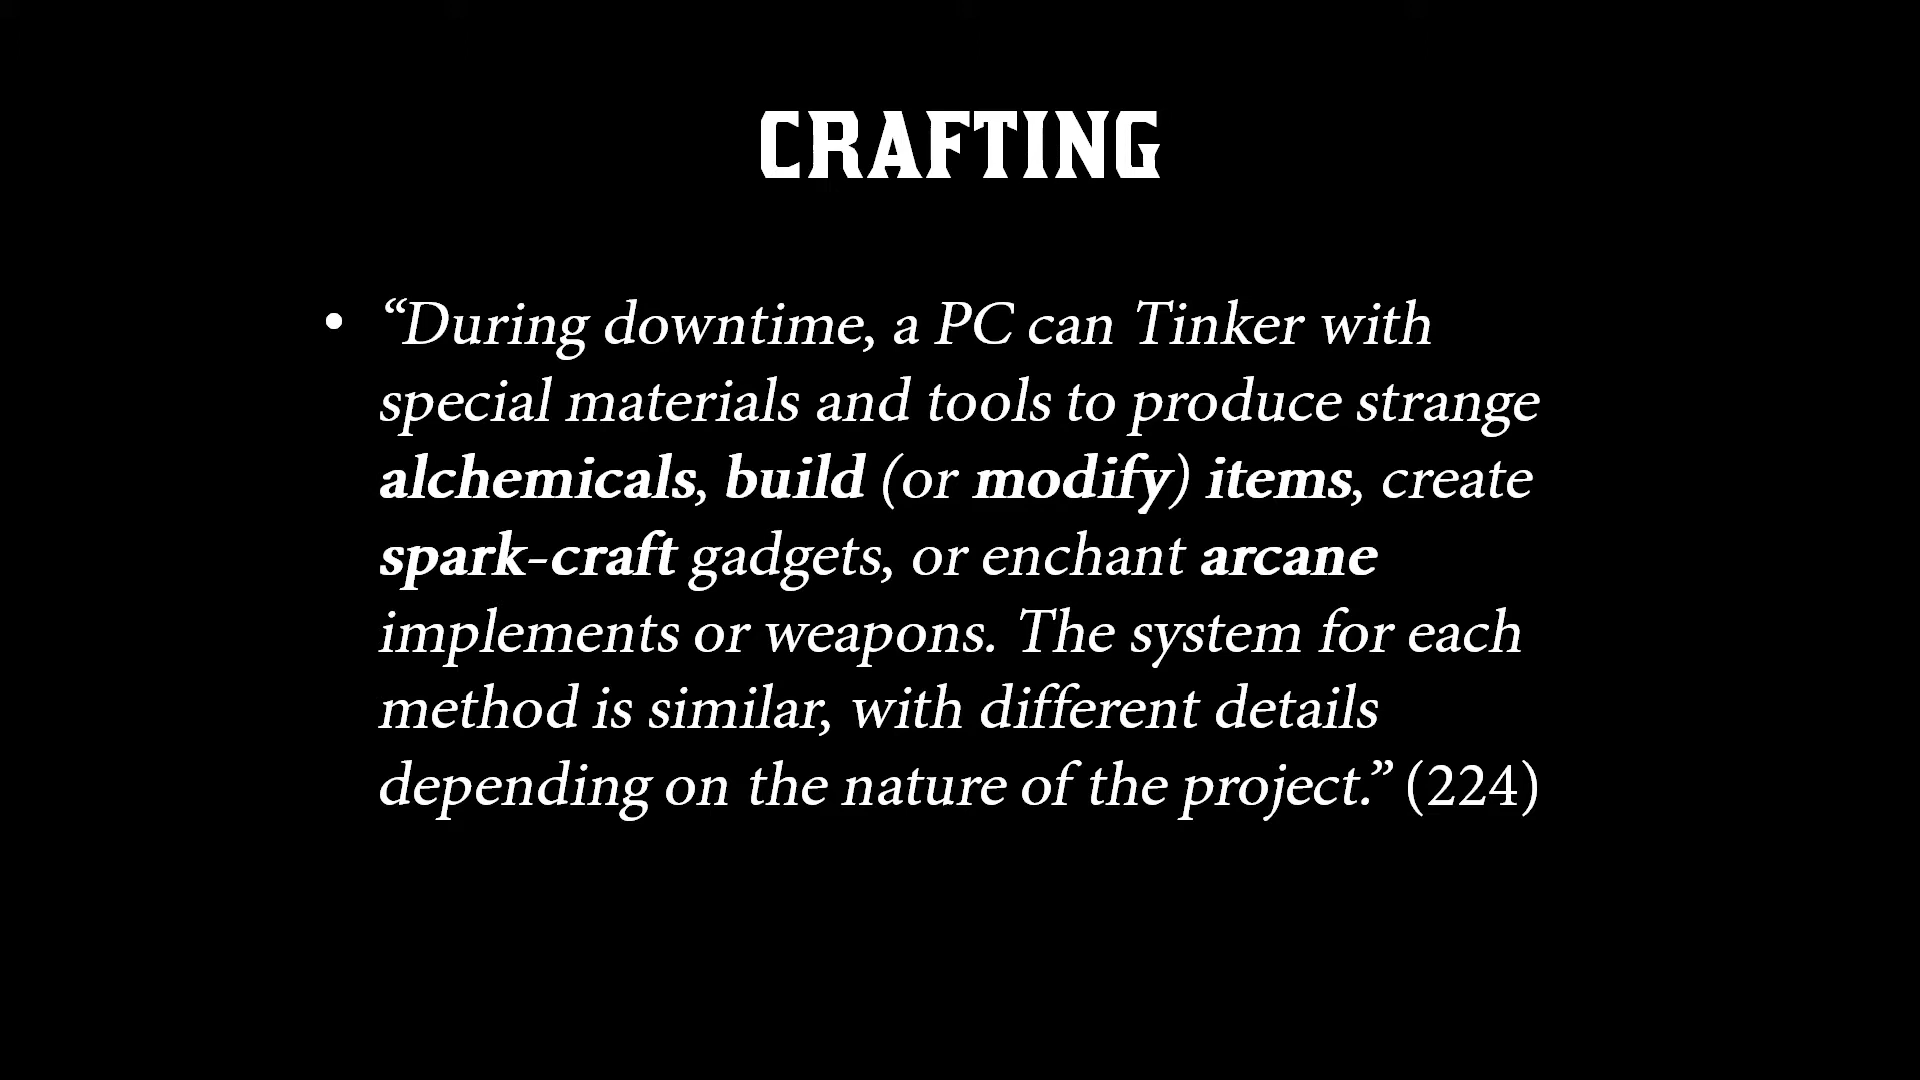 CRAFTING
• “During downtime, a PC can Tinker with
special materials and tools to produce strange
alchemicals, build (or modify) items, create
spark-craft gadgets, or enchant arcane
implements or weapons. The system for each
method is similar, with different details
depending on the nature of the project.” (224)